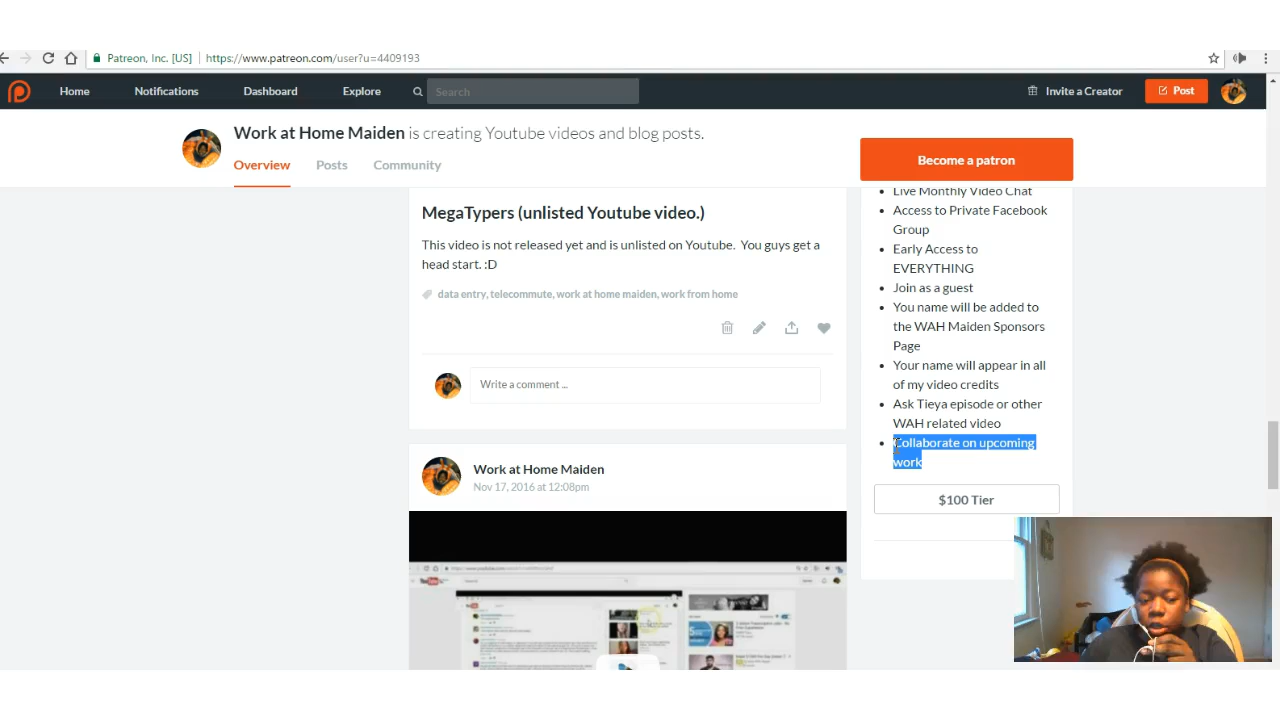 Patreon, Inc. [US] https://www.patreon.com/user?u=4409193
Home Notifications Dashboard Explore Search Invite a Creator Post
Work at Home Maiden is creating Youtube videos and blog posts.
Overview Posts Community
Become a patron
MegaTypers (unlisted Youtube video.)
This video is not released yet and is unlisted on Youtube. You guys get a
head start. :D
data entry, telecommute, work at home maiden, work from home
Write a comment ...
Work at Home Maiden
Nov 17, 2016 at 12:08pm
Live Monthly Video Chat
Access to Private Facebook
Group
Early Access to
EVERYTHING
Join as a guest
You name will be added to
the WAH Maiden Sponsors
Page
Your name will appear in all
of my video credits
Ask Tieya episode or other
WAH related video
Collaborate on upcoming
work
$100 Tier